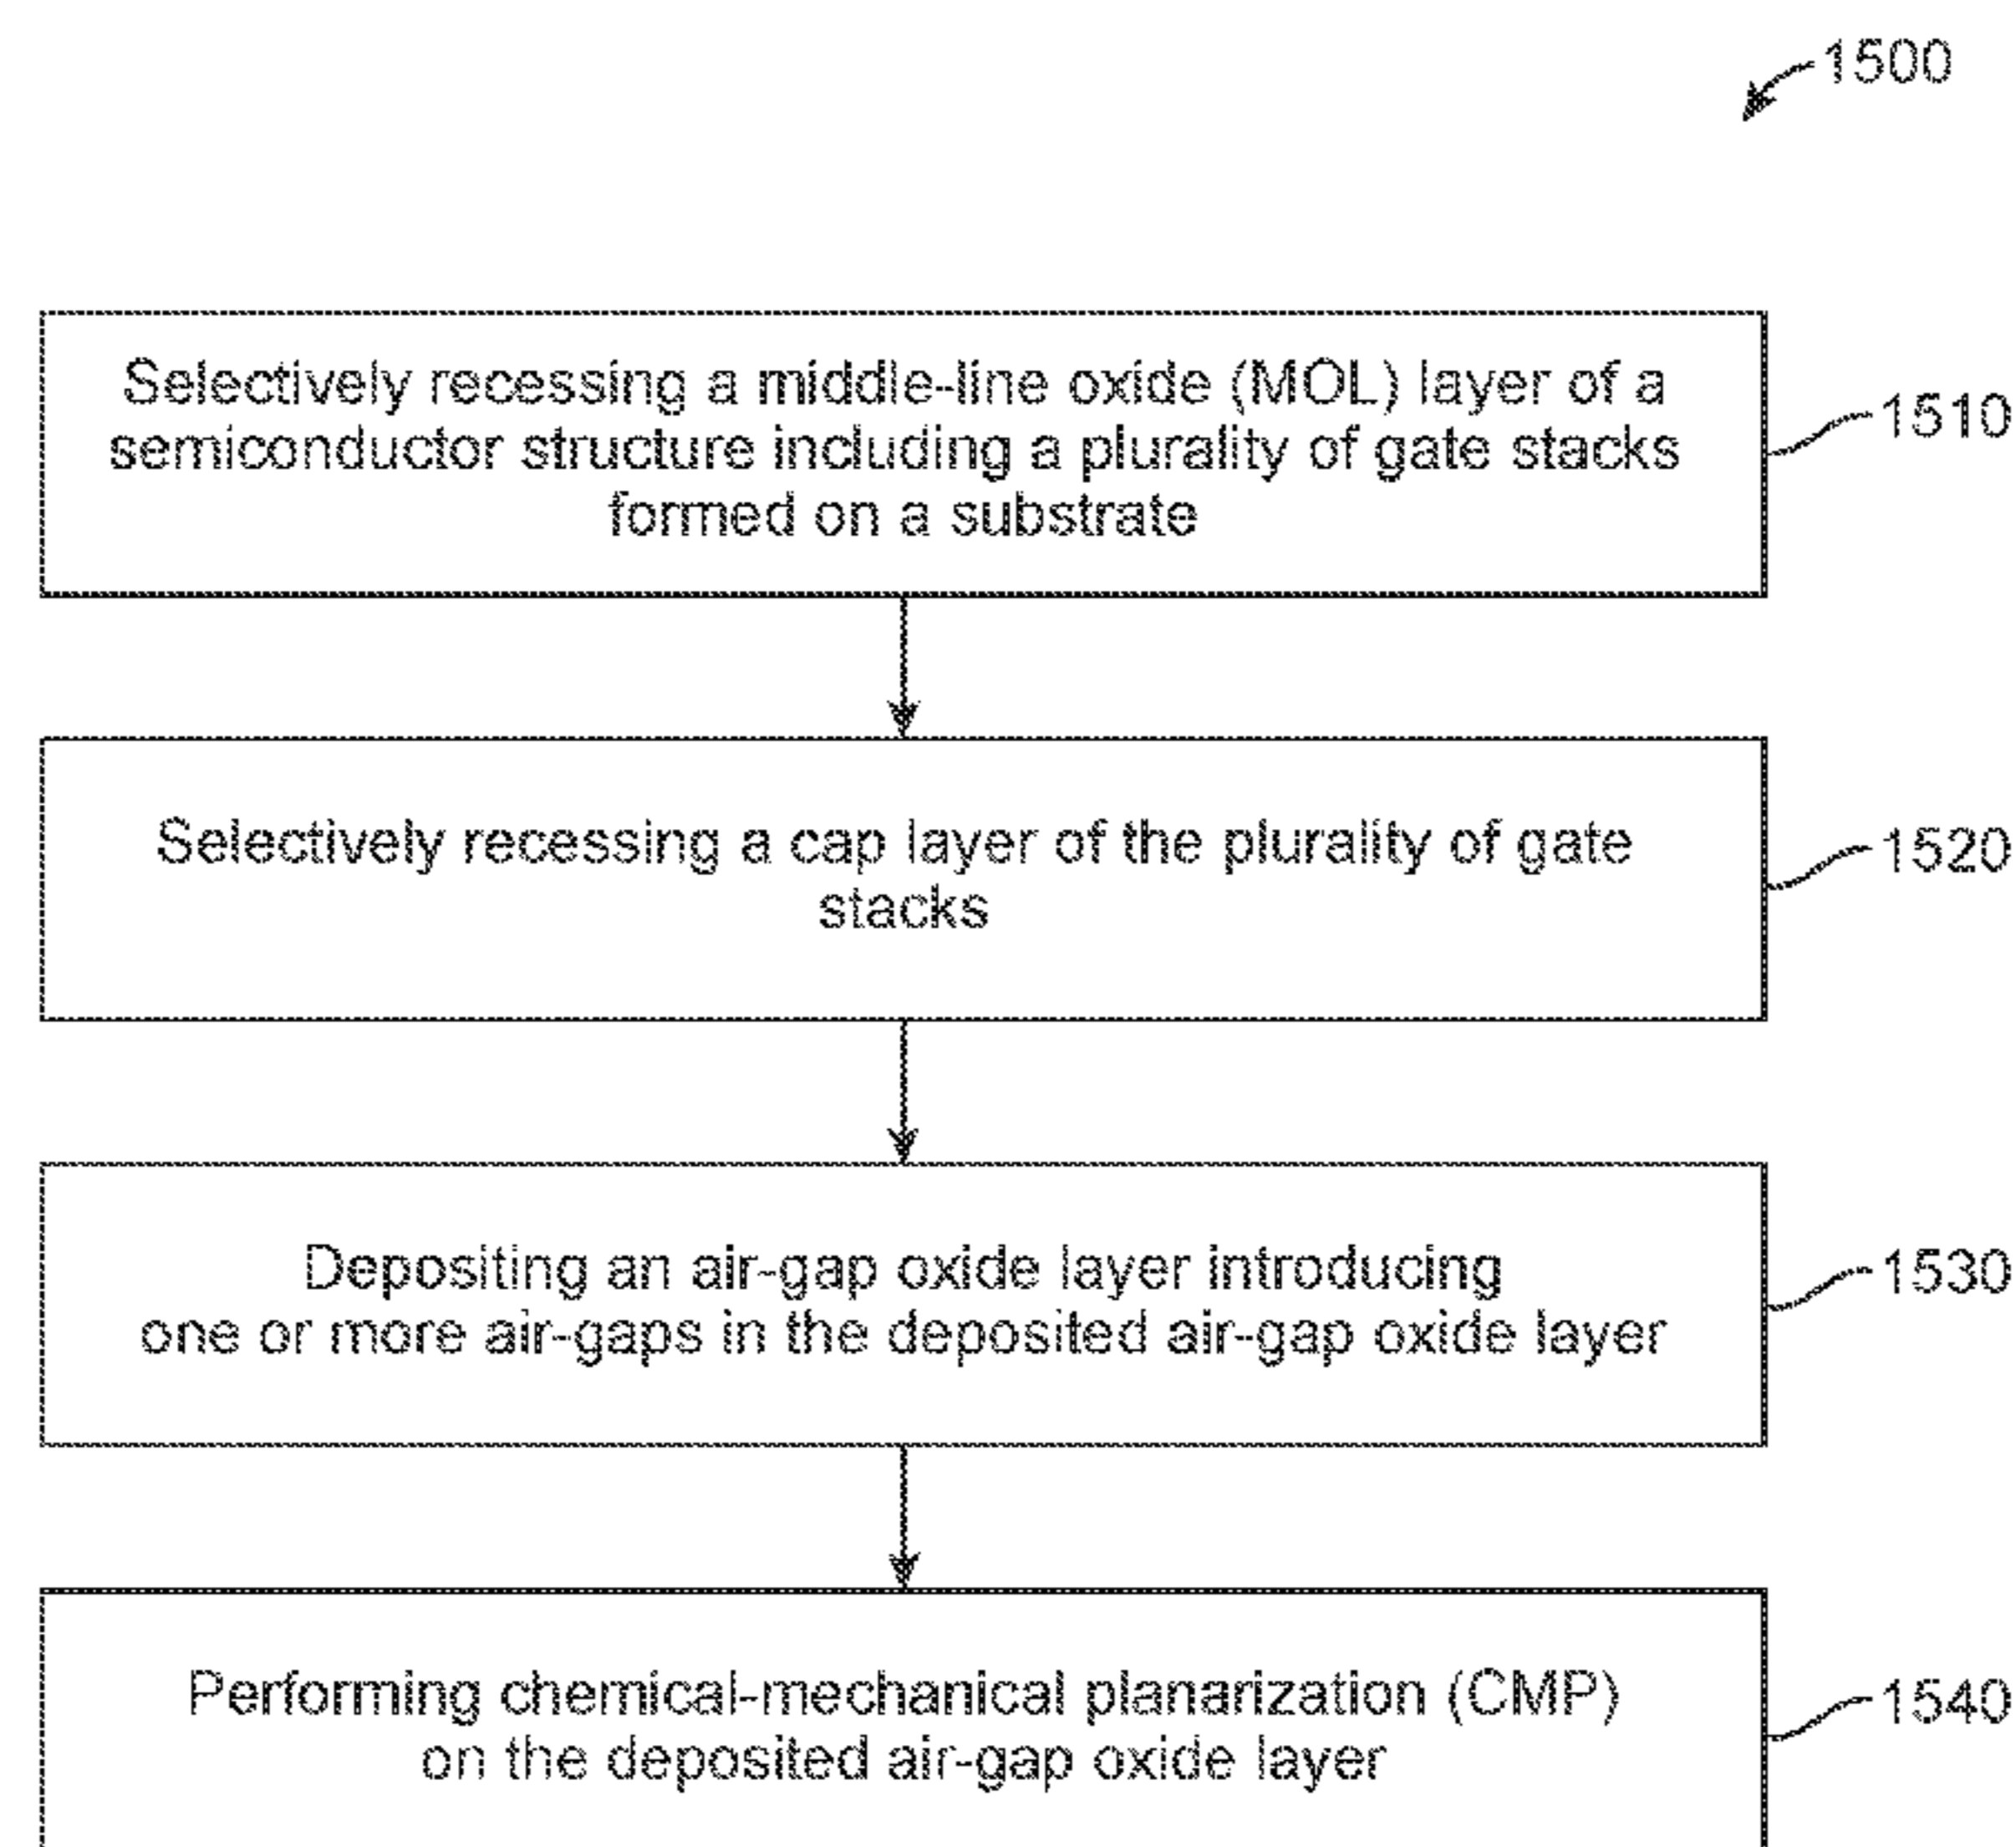 1500
Selectively recessing a middle-line oxide (MOL) layer of a
semiconductor structure including a plurality of gate stacks
formed on a substrate
1510
Selectively recessing a cap layer of the plurality of gate
stacks
1520
Depositing an air-gap oxide layer introducing
one or more air-gaps in the deposited air-gap oxide layer
1530
Performing chemical-mechanical planarization (CMP)
on the deposited air-gap oxide layer
1540